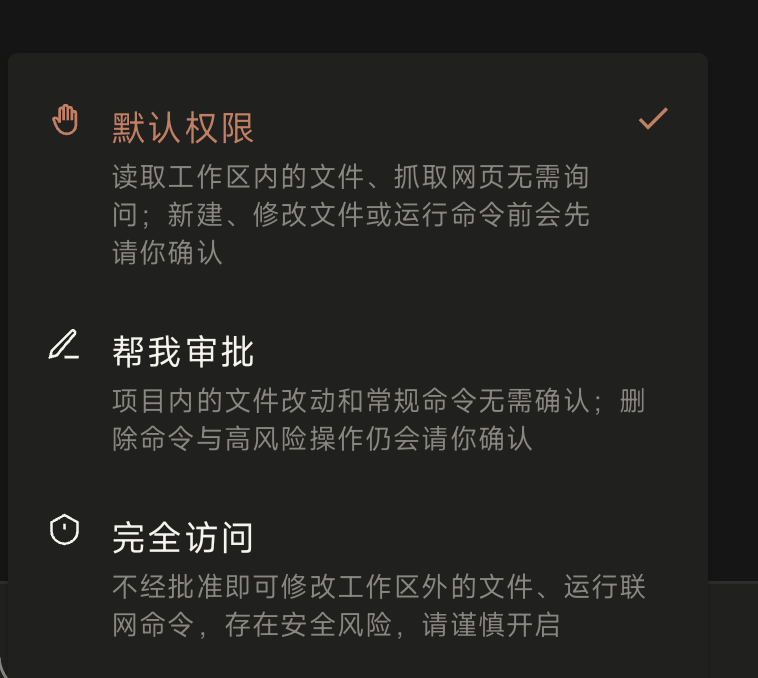 默认权限
读取工作区内的文件、抓取网页无需询
问；新建、修改文件或运行命令前会先
请你确认
帮我审批
项目内的文件改动和常规命令无需确认；删
除命令与高风险操作仍会请你确认
完全访问
不经批准即可修改工作区外的文件、运行联
网命令，存在安全风险，请谨慎开启